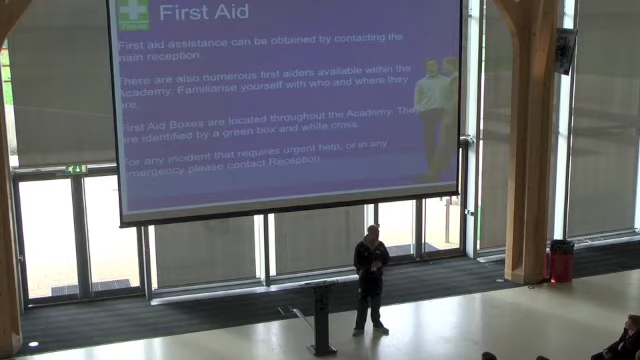 First Aid
First aid assistance can be obtained by contacting the
main reception.
There are also numerous first aiders available within the
Academy. Familiarise yourself with who and where they
are.
First Aid Boxes are located throughout the Academy. They
are identified by a green box and white cross.
For any incident that requires urgent help, or in any
emergency please contact Reception.